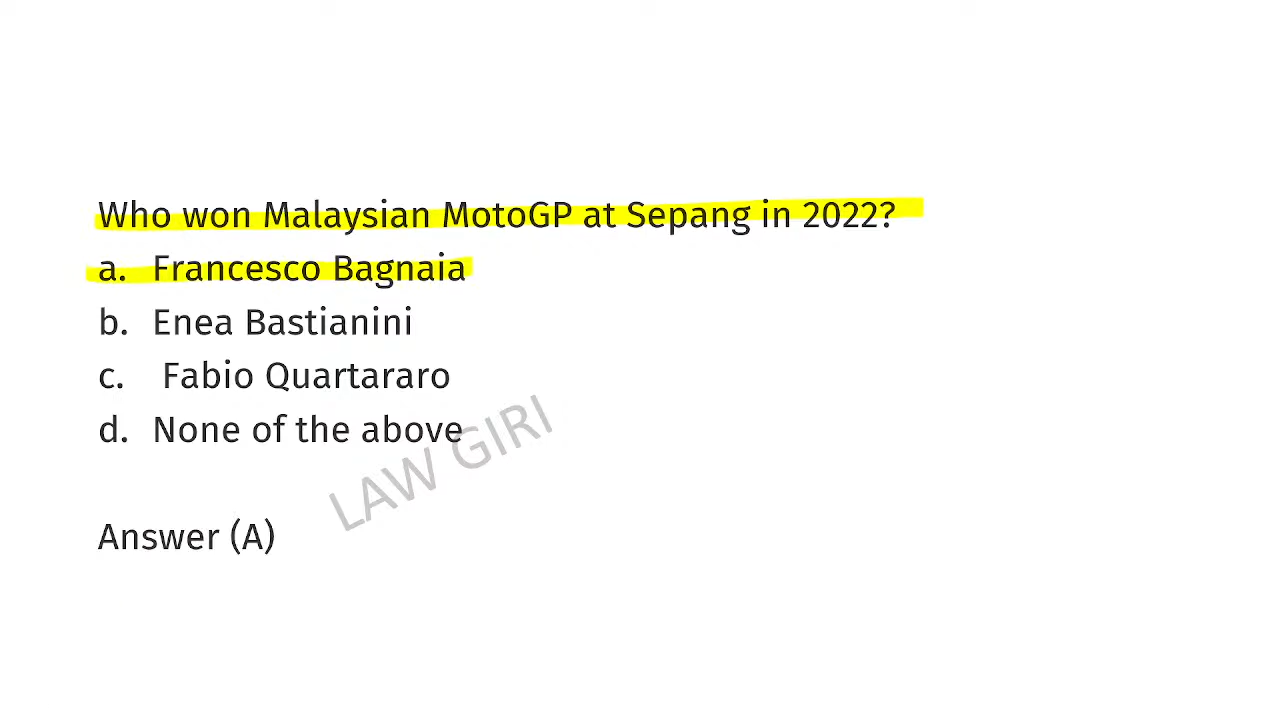 Who won Malaysian MotoGP at Sepang in 2022?
a. Francesco Bagnaia
b. Enea Bastianini
c. Fabio Quartararo
d. None of the above
LAW GIRI
Answer (A)